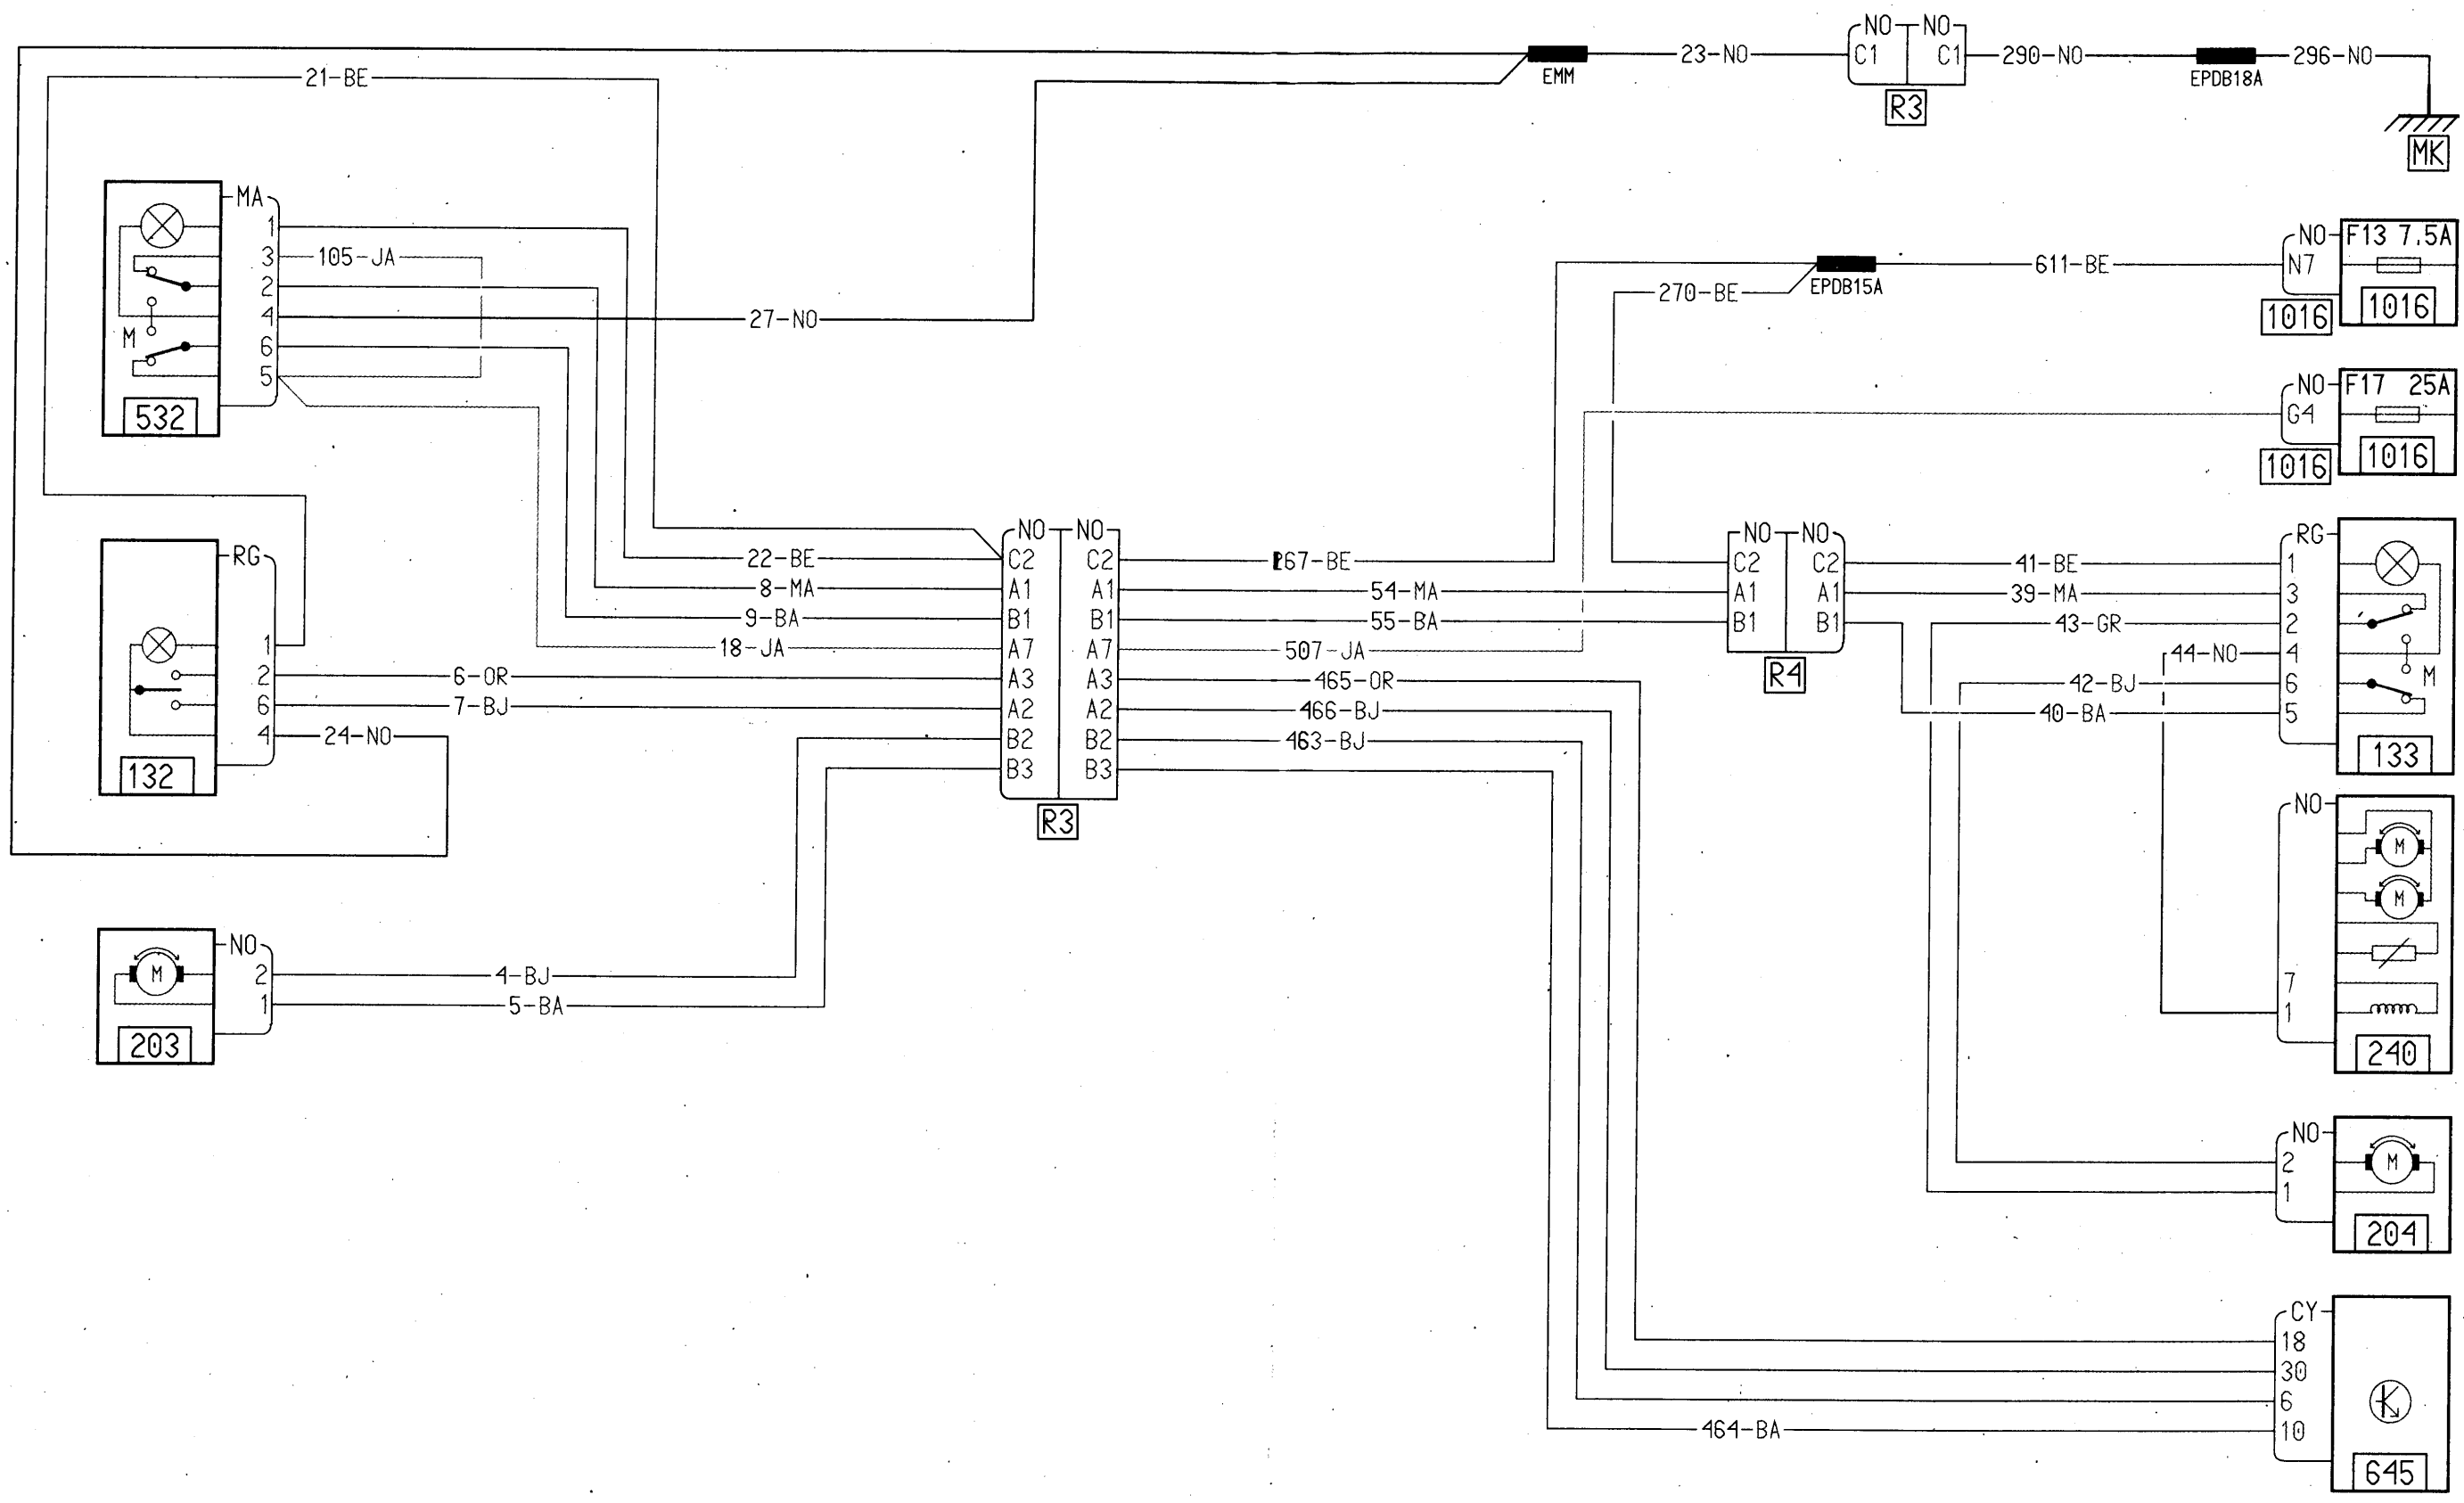 NO NO
C1 C1
23-NO
290-NO
296-NO
EMM
EPDB18A
R3
MK
21-BE
MA
1
3
2
4
6
5
105-JA
27-NO
M
532
270-BE
EPDB15A
611-BE
NO
N7
F13 7.5A
1016
1016
NO
G4
F17 25A
1016
1016
RG
1
2
6
4
6-OR
7-BJ
24-NO
132
22-BE
8-MA
9-BA
18-JA
NO NO
C2 C2
A1 A1
B1 B1
A7 A7
A3 A3
A2 A2
B2 B2
B3 B3
R3
67-BE
54-MA
55-BA
507-JA
465-OR
466-BJ
463-BJ
NO NO
C2 C2
A1 A1
B1 B1
R4
41-BE
39-MA
43-GR
44-NO
42-BJ
40-BA
RG
1
3
2
4
6
5
M
133
NO
7
1
M
M
240
NO
2
1
M
203
4-BJ
5-BA
NO
2
1
M
204
CY
18
30
6
10
464-BA
645